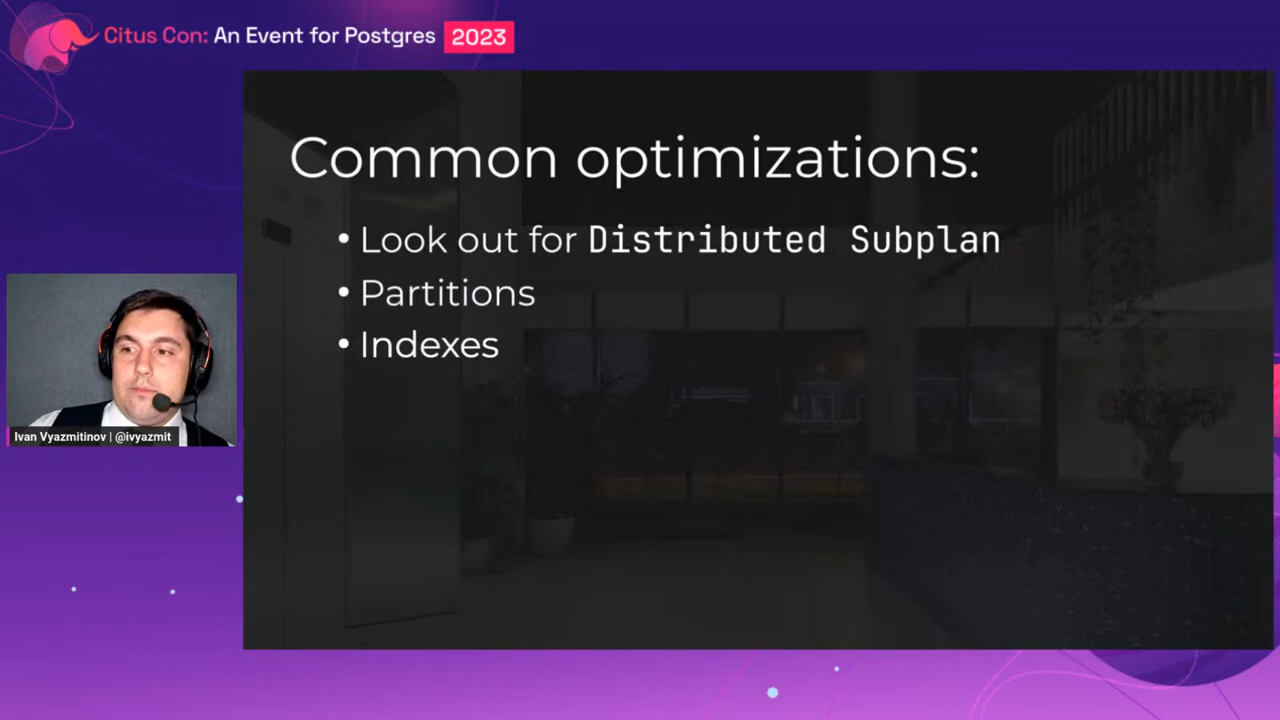 Citus Con: An Event for Postgres 2023
Common optimizations:
• Look out for Distributed Subplan
• Partitions
• Indexes
Ivan Vyazmitinov | @ivyazmit